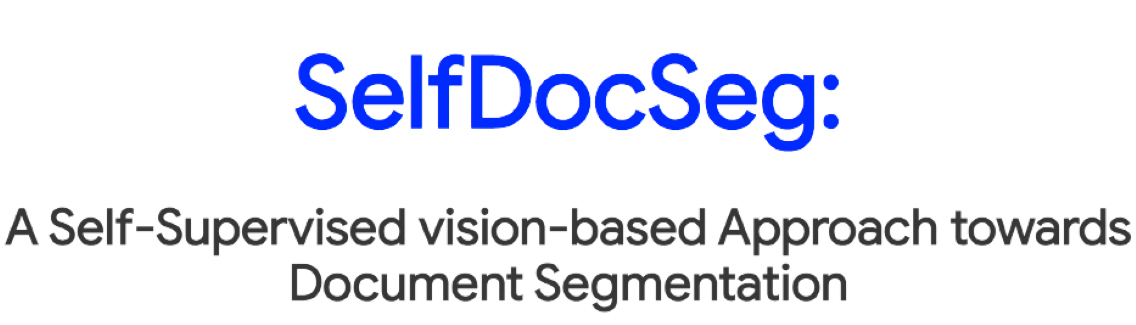 SelfDocSeg:
A Self-Supervised vision-based Approach towards
Document Segmentation